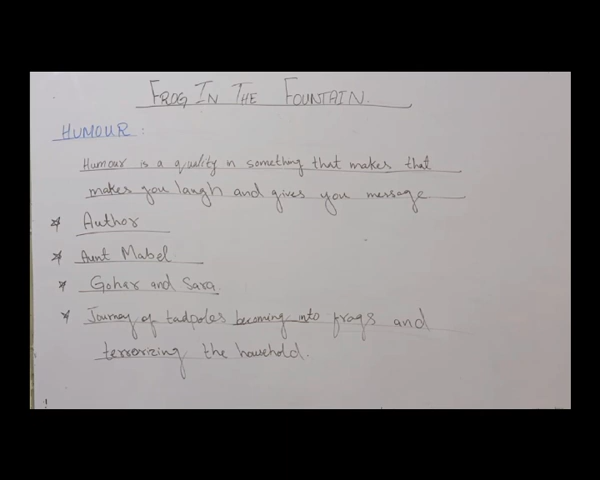 FROG IN THE FOUNTAIN.
HUMOUR:
Humour is a quality in something that makes that
makes you laugh and gives you message
* Author
* Aunt Mabel
* Gohar and Sara
* Journey of tadpoles becoming into frogs and
terrorizing the household.